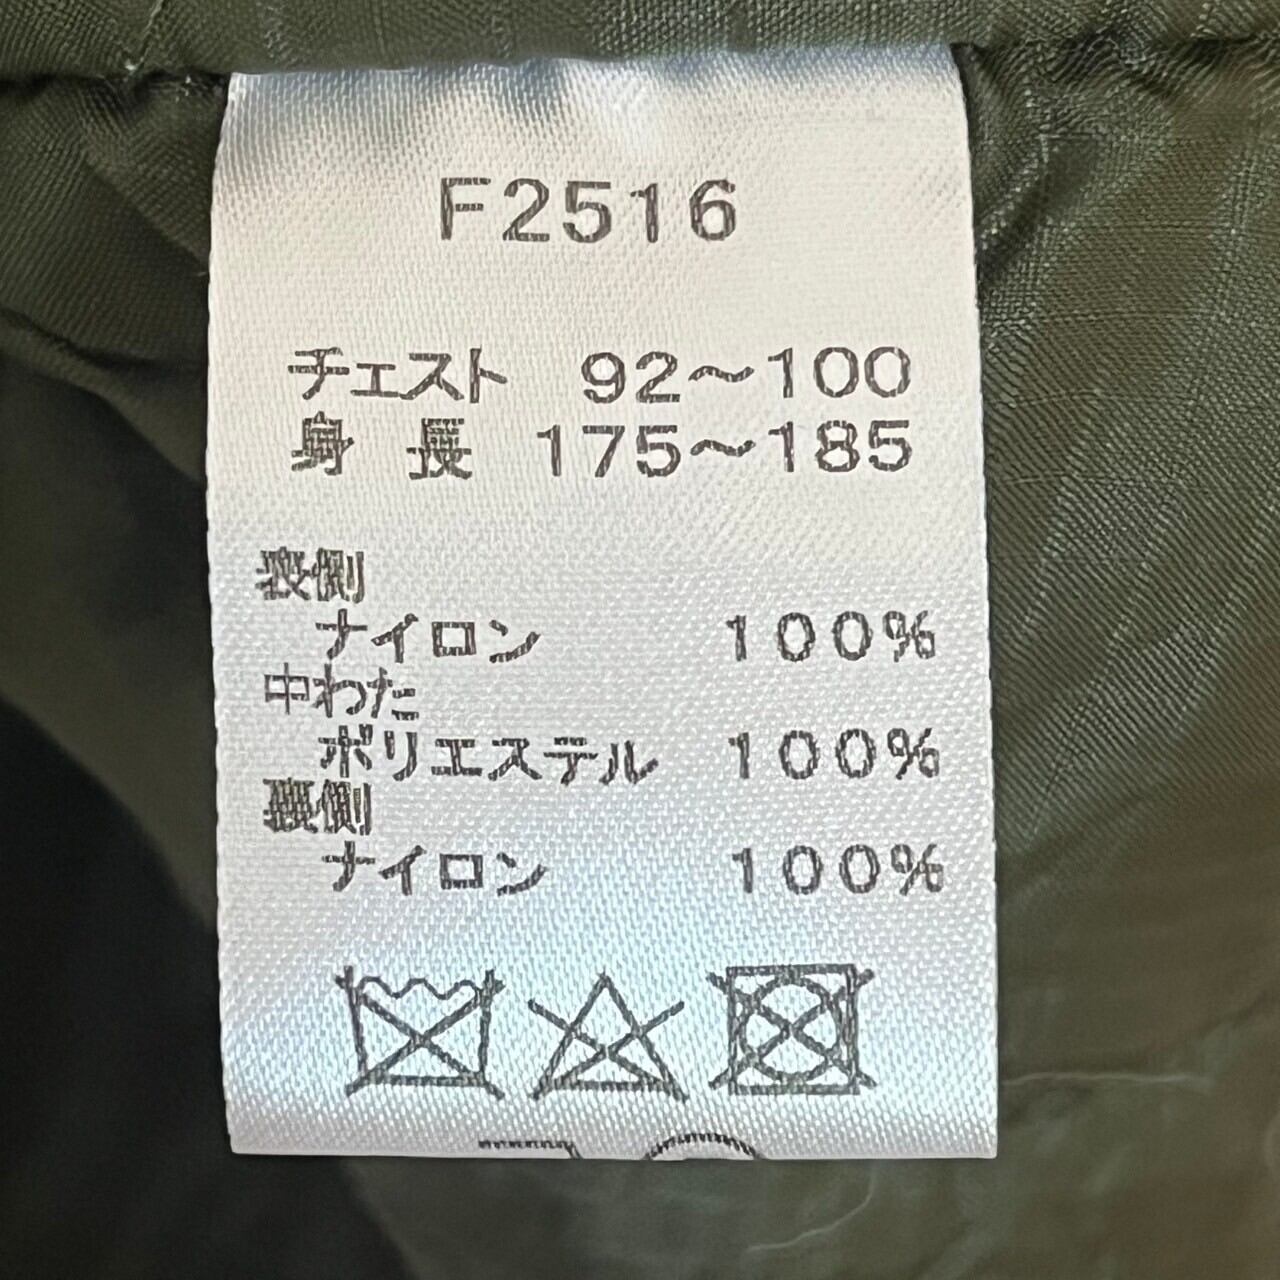 F2516
チェスト 92～100
身長 175～185
表側
ナイロン 100%
中わた
ポリエステル 100%
裏側
ナイロン 100%